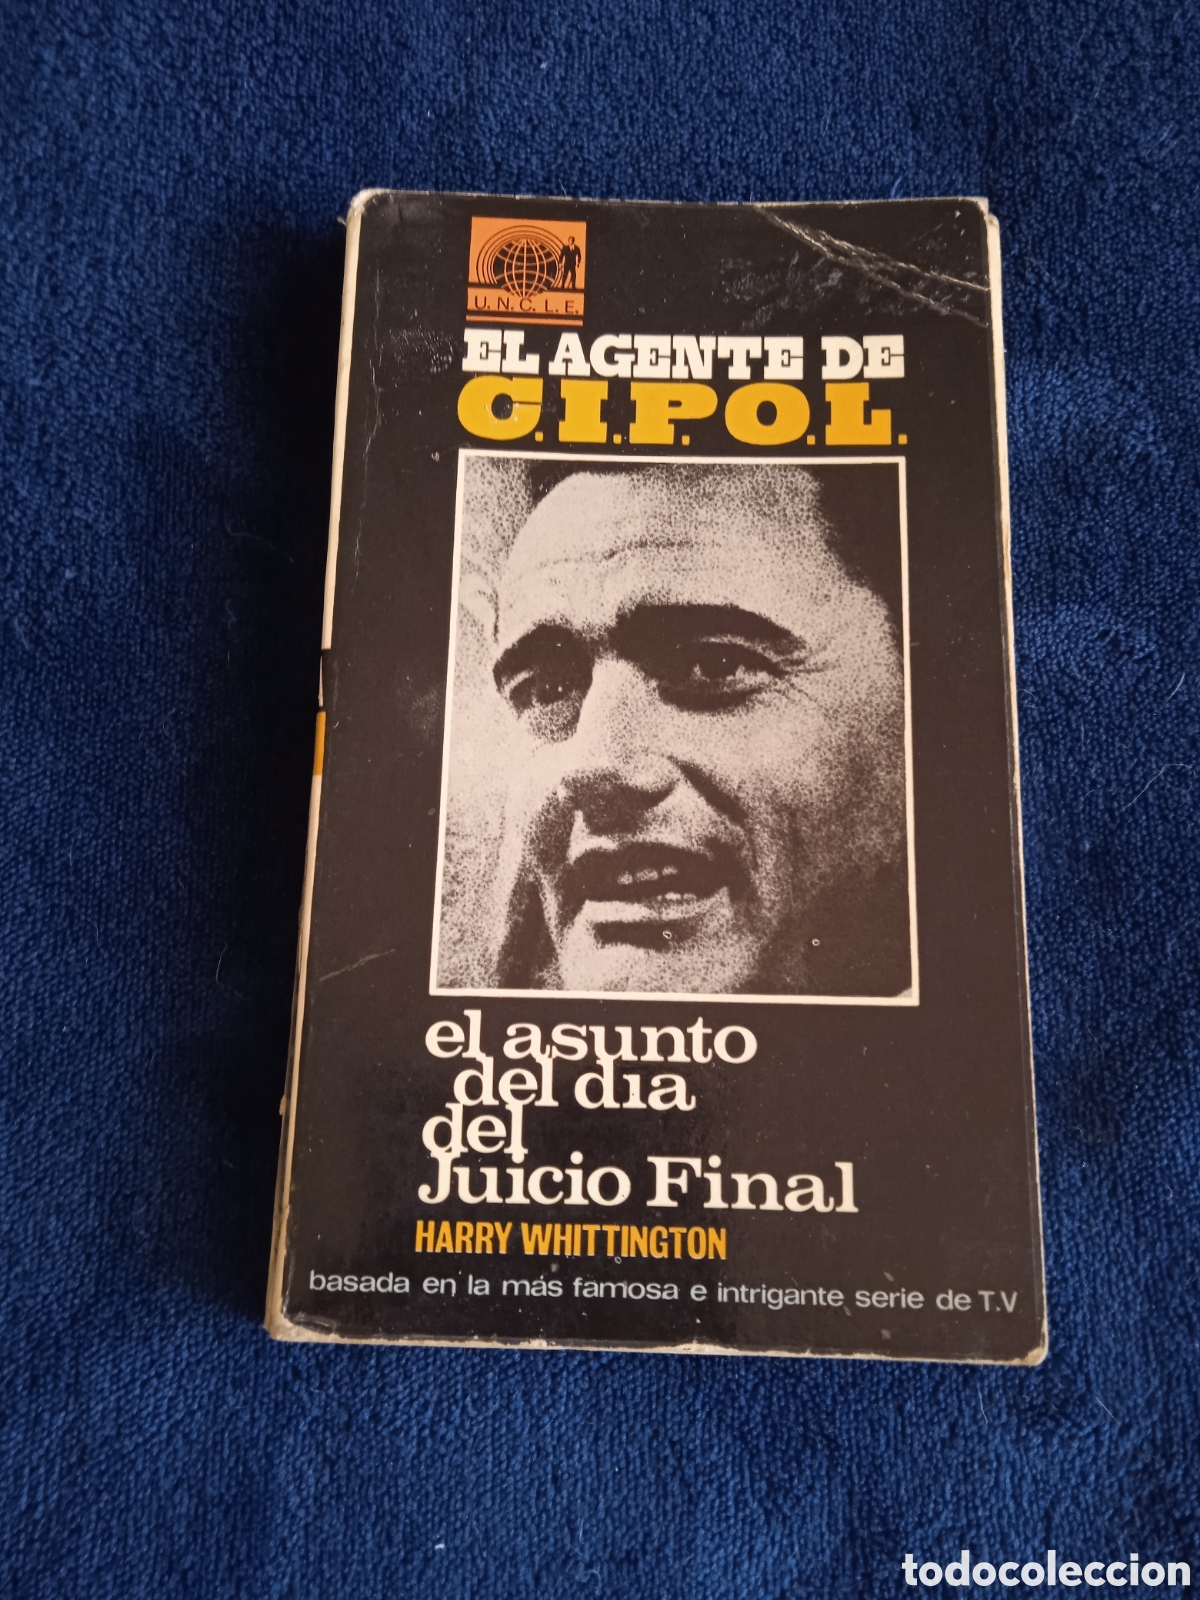 U.N.C.L.E.
EL AGENTE DE
C.I.P.O.L.
el asunto
del dia
del
Juicio Final
HARRY WHITTINGTON
basada en la más famosa e intrigante serie de T.V
todocoleccion